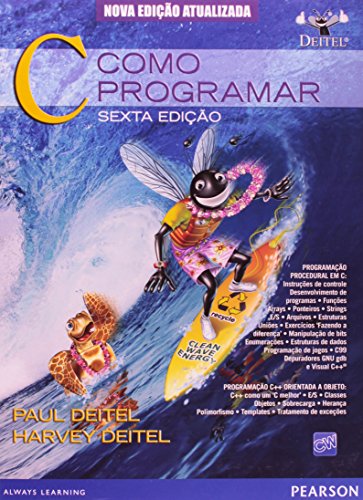 NOVA EDIÇÃO ATUALIZADA
DEITEL®
C COMO
PROGRAMAR
SEXTA EDIÇÃO
recycle
CLEAN
WAVE
ENERGY
PROGRAMAÇÃO
PROCEDURAL EM C:
Instruções de controle
Desenvolvimento de
programas • Funções
Arrays • Ponteiros • Strings
E/S • Arquivos • Estruturas
Uniões • Exercícios 'Fazendo a
diferença' • Manipulação de bits
Enumerações • Estruturas de dados
Programação de jogos • C99
Depuradores GNU gdb
e Visual C++®
PROGRAMAÇÃO C++ ORIENTADA A OBJETO:
C++ como um 'C melhor' • E/S • Classes
Objetos • Sobrecarga • Herança
Polimorfismo • Templates • Tratamento de exceções
PAUL DEITEL
HARVEY DEITEL
CW
ALWAYS LEARNING
PEARSON